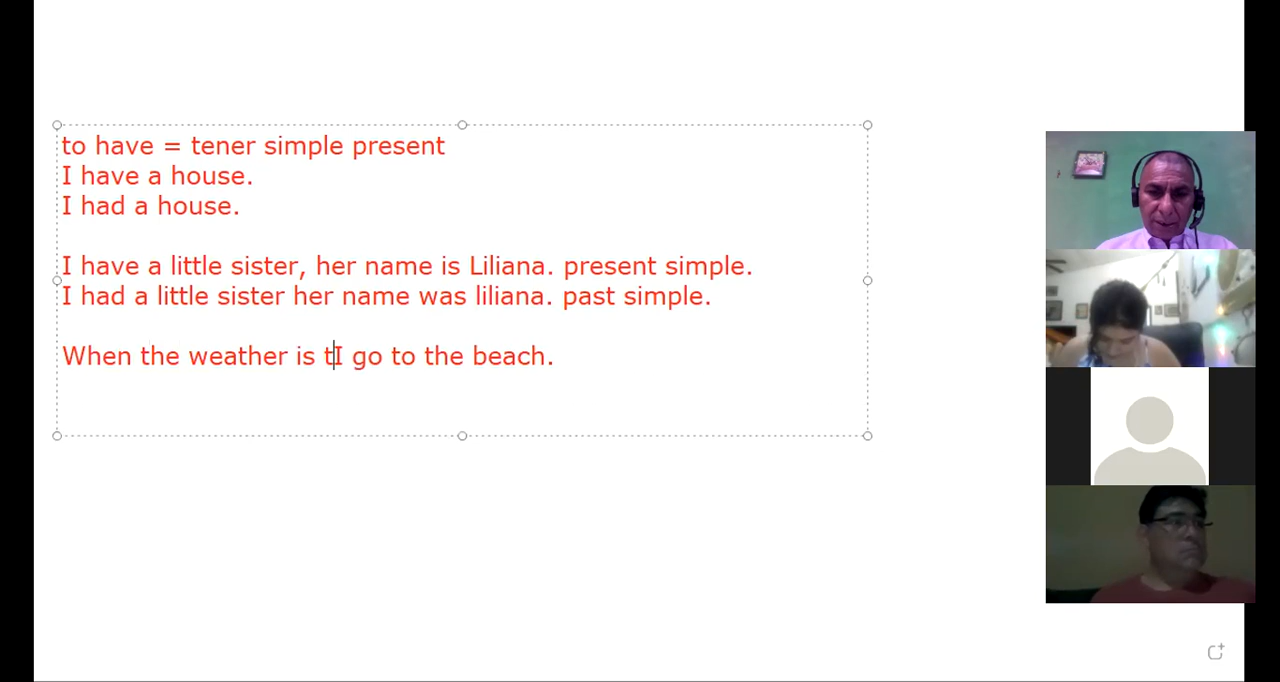 to have = tener simple present
I have a house.
I had a house.
I have a little sister, her name is Liliana. present simple.
I had a little sister her name was liliana. past simple.
When the weather is tI go to the beach.